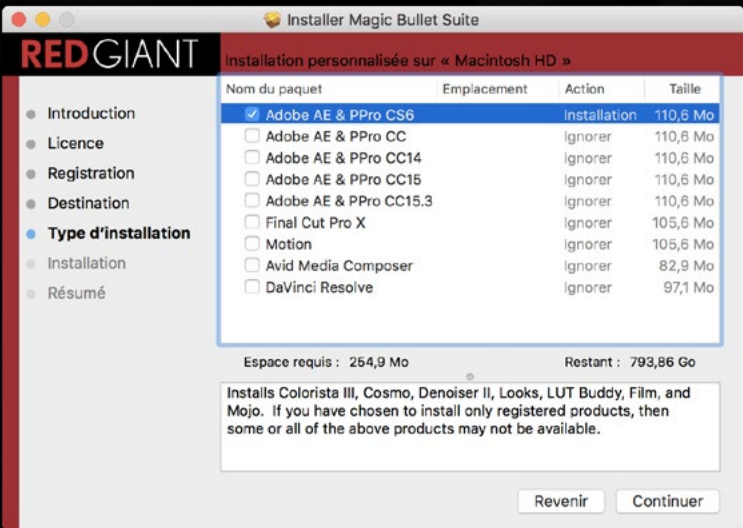 Installer Magic Bullet Suite
REDGIANT
Installation personnalisée sur « Macintosh HD »
Introduction
Licence
Registration
Destination
Type d'installation
Installation
Résumé
Nom du paquet Emplacement Action Taille
Adobe AE & PPro CS6 Installation 110,6 Mo
Adobe AE & PPro CC Ignorer 110,6 Mo
Adobe AE & PPro CC14 Ignorer 110,6 Mo
Adobe AE & PPro CC15 Ignorer 110,6 Mo
Adobe AE & PPro CC15.3 Ignorer 110,6 Mo
Final Cut Pro X Ignorer 105,6 Mo
Motion Ignorer 105,6 Mo
Avid Media Composer Ignorer 82,9 Mo
DaVinci Resolve Ignorer 97,1 Mo
Espace requis : 254,9 Mo Restant : 793,86 Go
Installs Colorista III, Cosmo, Denoiser II, Looks, LUT Buddy, Film, and
Mojo. If you have chosen to install only registered products, then
some or all of the above products may not be available.
Revenir Continuer